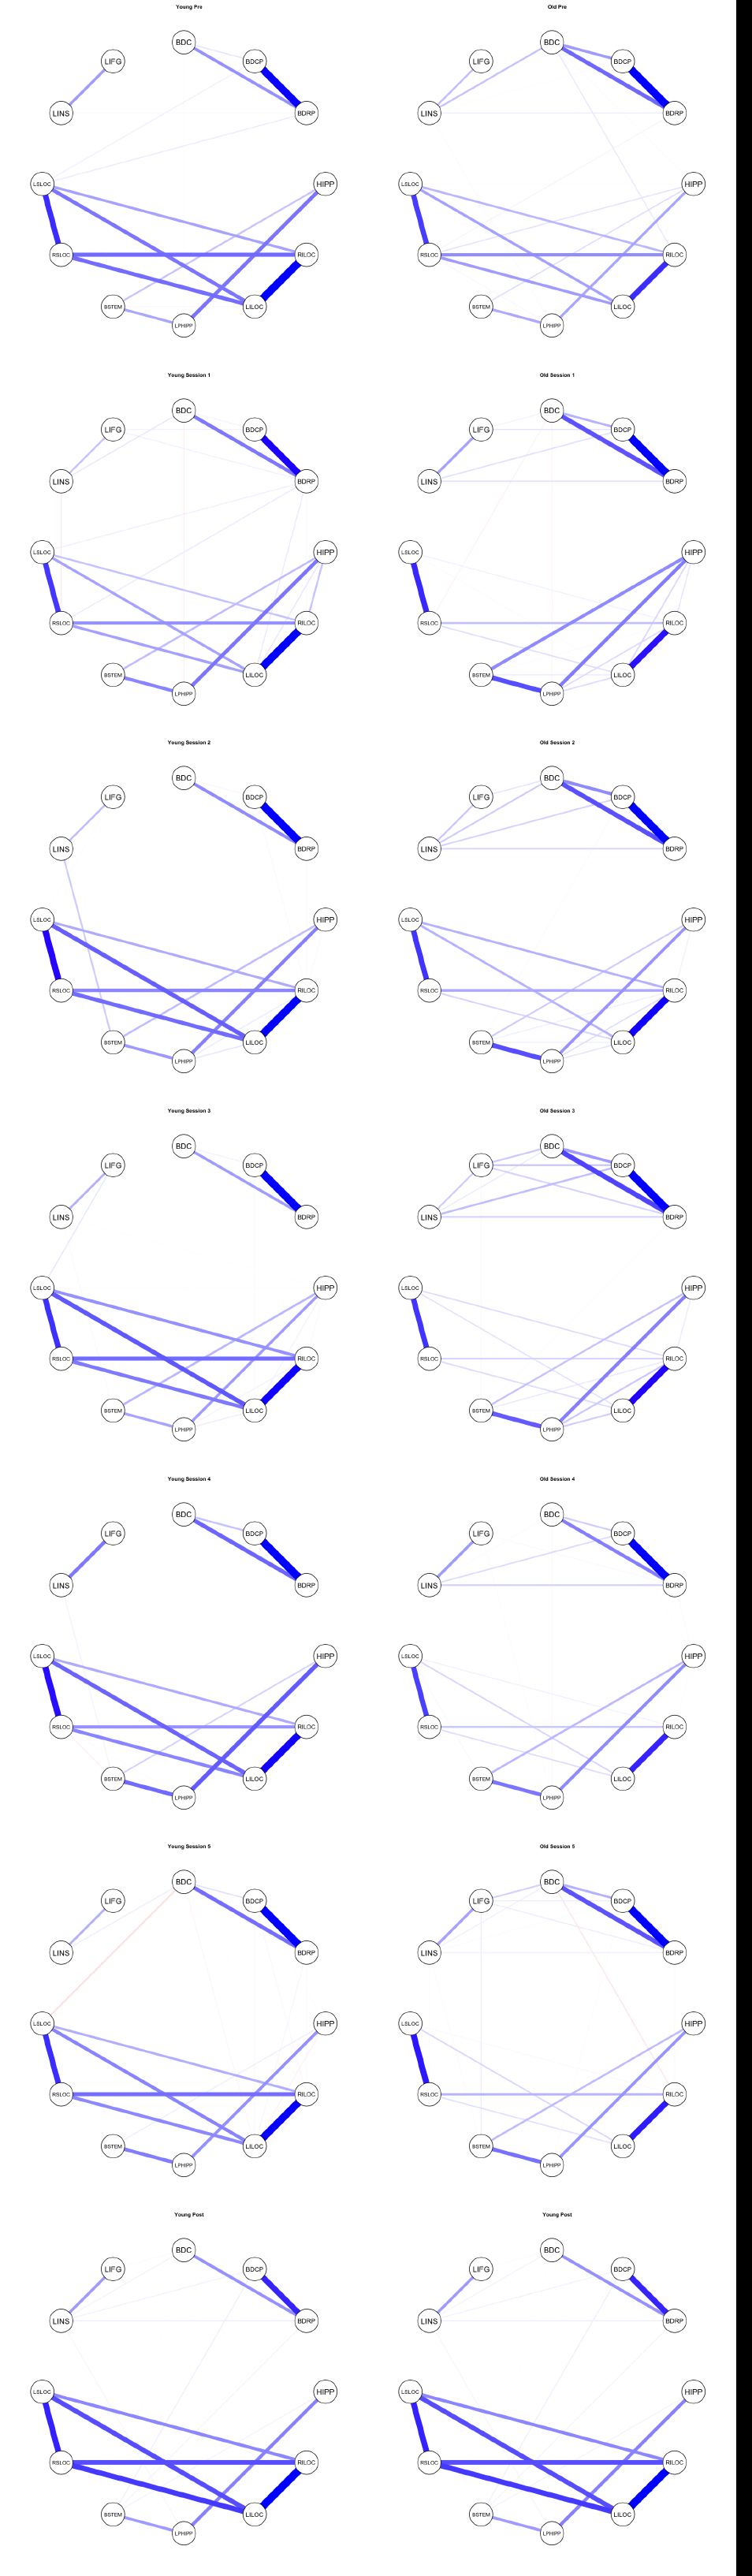 Young Pre
Old Pre
BDC
LIFG
BDCP
LINS
BDRP
LSLOC
HIPP
RSLOC
RILOC
BSTEM
LILOC
LPHIPP
BDC
LIFG
BDCP
LINS
BDRP
LSLOC
HIPP
RSLOC
RILOC
BSTEM
LILOC
LPHIPP
Young Session 1
Old Session 1
BDC
LIFG
BDCP
LINS
BDRP
LSLOC
HIPP
RSLOC
RILOC
BSTEM
LILOC
LPHIPP
BDC
LIFG
BDCP
LINS
BDRP
LSLOC
HIPP
RSLOC
RILOC
BSTEM
LILOC
LPHIPP
Young Session 2
Old Session 2
BDC
LIFG
BDCP
LINS
BDRP
LSLOC
HIPP
RSLOC
RILOC
BSTEM
LILOC
LPHIPP
BDC
LIFG
BDCP
LINS
BDRP
LSLOC
HIPP
RSLOC
RILOC
BSTEM
LILOC
LPHIPP
Young Session 3
Old Session 3
BDC
LIFG
BDCP
LINS
BDRP
LSLOC
HIPP
RSLOC
RILOC
BSTEM
LILOC
LPHIPP
BDC
LIFG
BDCP
LINS
BDRP
LSLOC
HIPP
RSLOC
RILOC
BSTEM
LILOC
LPHIPP
Young Session 4
Old Session 4
BDC
LIFG
BDCP
LINS
BDRP
LSLOC
HIPP
RSLOC
RILOC
BSTEM
LILOC
LPHIPP
BDC
LIFG
BDCP
LINS
BDRP
LSLOC
HIPP
RSLOC
RILOC
BSTEM
LILOC
LPHIPP
Young Session 5
Old Session 5
BDC
LIFG
BDCP
LINS
BDRP
LSLOC
HIPP
RSLOC
RILOC
BSTEM
LILOC
LPHIPP
BDC
LIFG
BDCP
LINS
BDRP
LSLOC
HIPP
RSLOC
RILOC
BSTEM
LILOC
LPHIPP
Young Post
Young Post
BDC
LIFG
BDCP
LINS
BDRP
LSLOC
HIPP
RSLOC
RILOC
BSTEM
LILOC
LPHIPP
BDC
LIFG
BDCP
LINS
BDRP
LSLOC
HIPP
RSLOC
RILOC
BSTEM
LILOC
LPHIPP